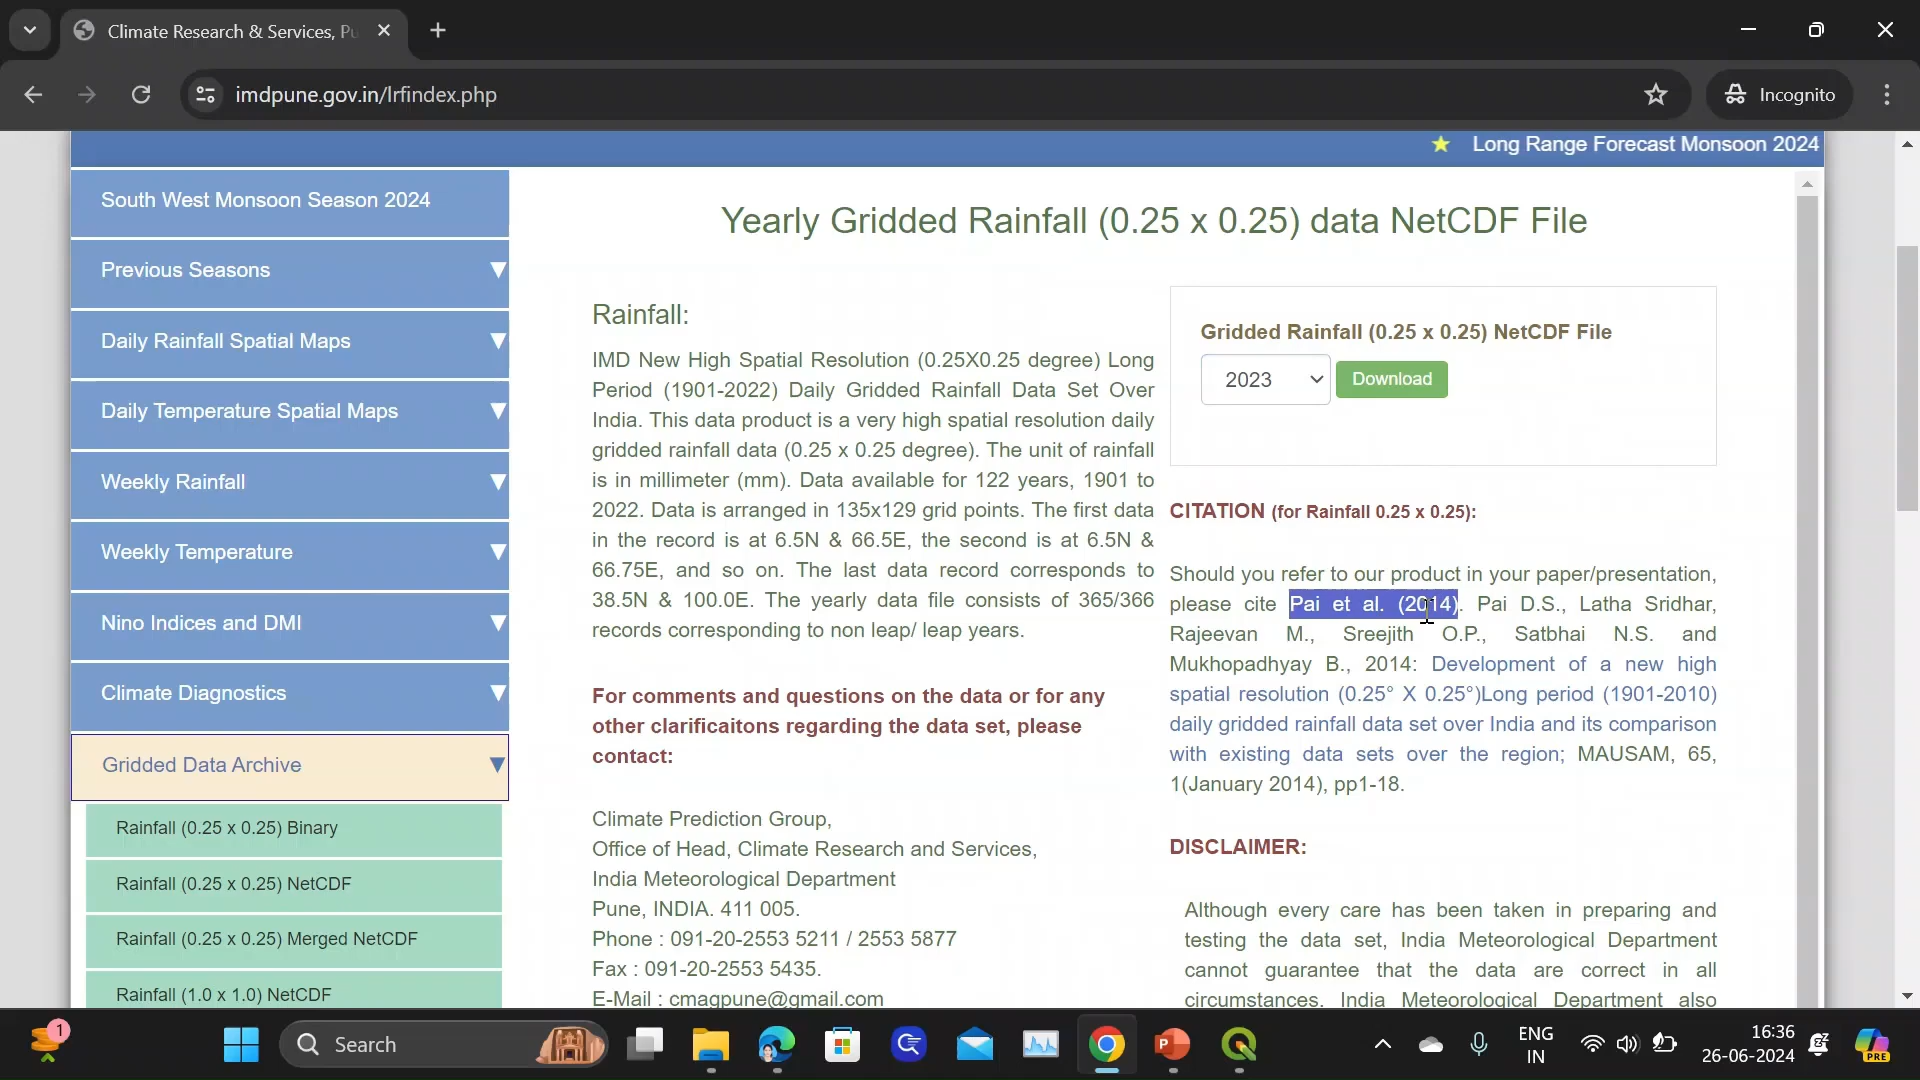 Climate Research & Services, Pu
imdpune.gov.in/lrfindex.php
Incognito
Long Range Forecast Monsoon 2024
South West Monsoon Season 2024
Previous Seasons
Daily Rainfall Spatial Maps
Daily Temperature Spatial Maps
Weekly Rainfall
Weekly Temperature
Nino Indices and DMI
Climate Diagnostics
Gridded Data Archive
Rainfall (0.25 x 0.25) Binary
Rainfall (0.25 x 0.25) NetCDF
Rainfall (0.25 x 0.25) Merged NetCDF
Rainfall (1.0 x 1.0) NetCDF
Yearly Gridded Rainfall (0.25 x 0.25) data NetCDF File
Rainfall:
IMD New High Spatial Resolution (0.25X0.25 degree) Long
Period (1901-2022) Daily Gridded Rainfall Data Set Over
India. This data product is a very high spatial resolution daily
gridded rainfall data (0.25 x 0.25 degree). The unit of rainfall
is in millimeter (mm). Data available for 122 years, 1901 to
2022. Data is arranged in 135x129 grid points. The first data
in the record is at 6.5N & 66.5E, the second is at 6.5N &
66.75E, and so on. The last data record corresponds to
38.5N & 100.0E. The yearly data file consists of 365/366
records corresponding to non leap/ leap years.
For comments and questions on the data or for any
other clarificaitons regarding the data set, please
contact:
Climate Prediction Group,
Office of Head, Climate Research and Services,
India Meteorological Department
Pune, INDIA. 411 005.
Phone : 091-20-2553 5211 / 2553 5877
Fax : 091-20-2553 5435.
E-Mail : cmagpune@gmail.com
Gridded Rainfall (0.25 x 0.25) NetCDF File
2023
Download
CITATION (for Rainfall 0.25 x 0.25):
Should you refer to our product in your paper/presentation,
please cite Pai et al. (2014). Pai D.S., Latha Sridhar,
Rajeevan M., Sreejith O.P., Satbhai N.S. and
Mukhopadhyay B., 2014: Development of a new high
spatial resolution (0.25° X 0.25°)Long period (1901-2010)
daily gridded rainfall data set over India and its comparison
with existing data sets over the region; MAUSAM, 65,
1(January 2014), pp1-18.
DISCLAIMER:
Although every care has been taken in preparing and
testing the data set, India Meteorological Department
cannot guarantee that the data are correct in all
circumstances. India Meteorological Department also
1
Search
P
ENG
IN
16:36
26-06-2024
PRE